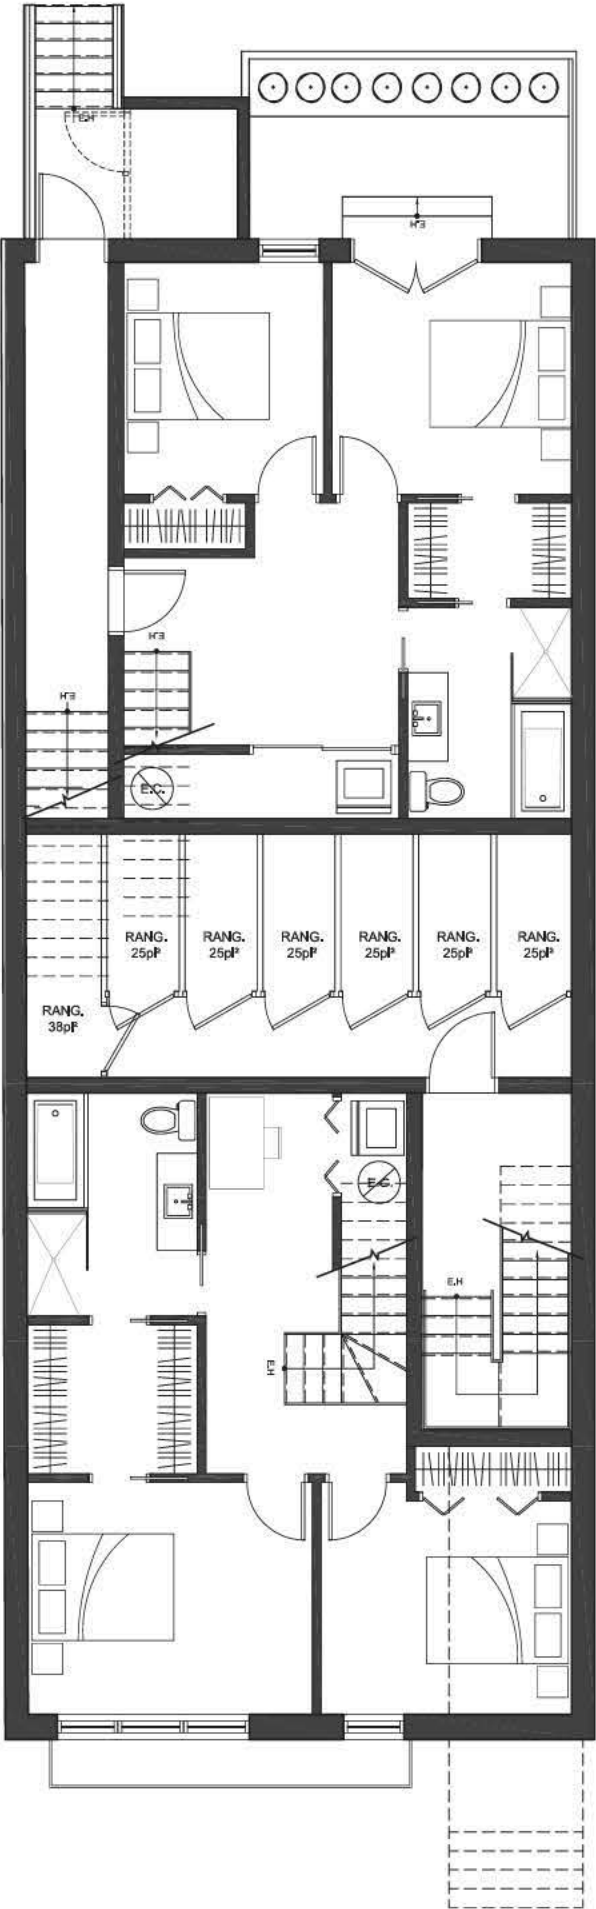 E.H
E.H
E.H
E.H
E.C.
RANG.
25pi²
RANG.
25pi²
RANG.
25pi²
RANG.
25pi²
RANG.
25pi²
RANG.
25pi²
RANG.
38pi²
E.C.
E.H
E.H